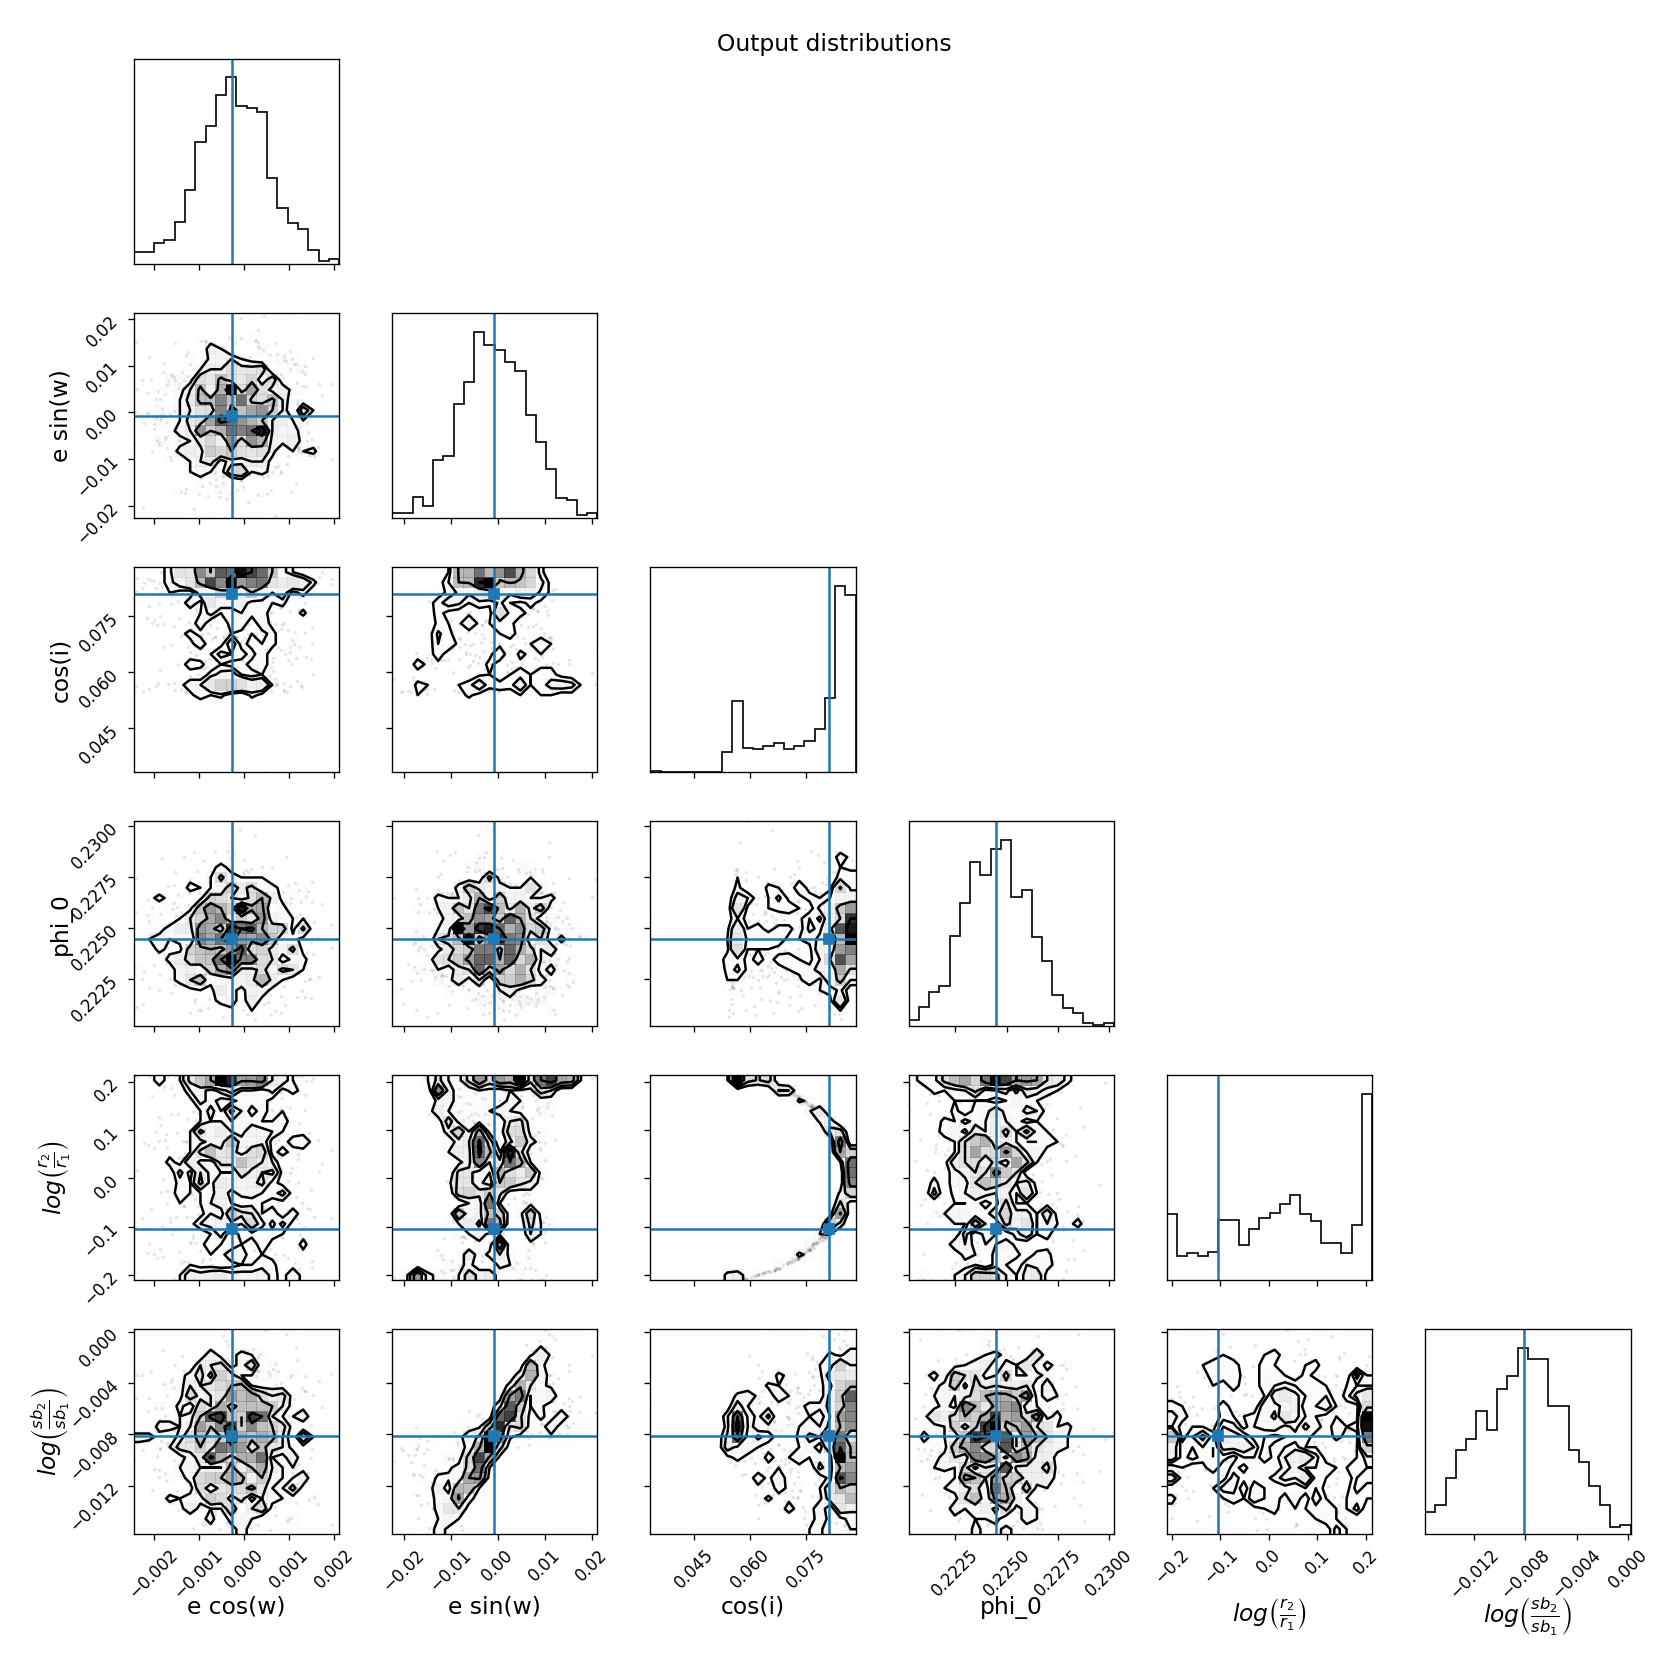 Output distributions
e sin(w)
0.02
0.01
0.00
−0.01
−0.02
cos(i)
0.075
0.060
0.045
phi_0
0.2300
0.2275
0.2250
0.2225
log(r₂/r₁)
0.2
0.1
0.0
−0.1
−0.2
log(sb₂/sb₁)
0.000
−0.004
−0.008
−0.012
−0.002 −0.001 0.000 0.001 0.002
−0.02 −0.01 0.00 0.01 0.02
0.045 0.060 0.075
0.2225 0.2250 0.2275 0.2300
−0.2 −0.1 0.0 0.1 0.2
−0.012 −0.008 −0.004 0.000
e cos(w)
e sin(w)
cos(i)
phi_0
log(r₂/r₁)
log(sb₂/sb₁)